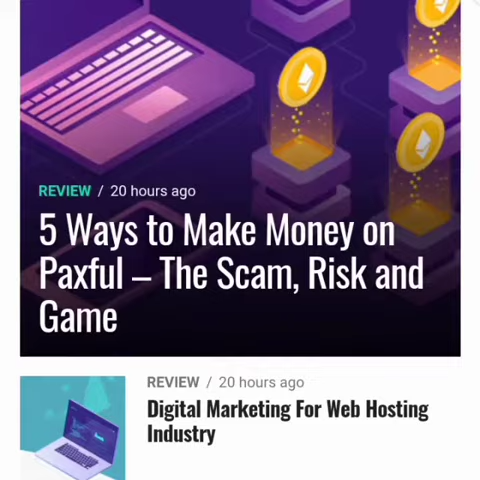 REVIEW / 20 hours ago
5 Ways to Make Money on
Paxful – The Scam, Risk and
Game
REVIEW / 20 hours ago
Digital Marketing For Web Hosting
Industry